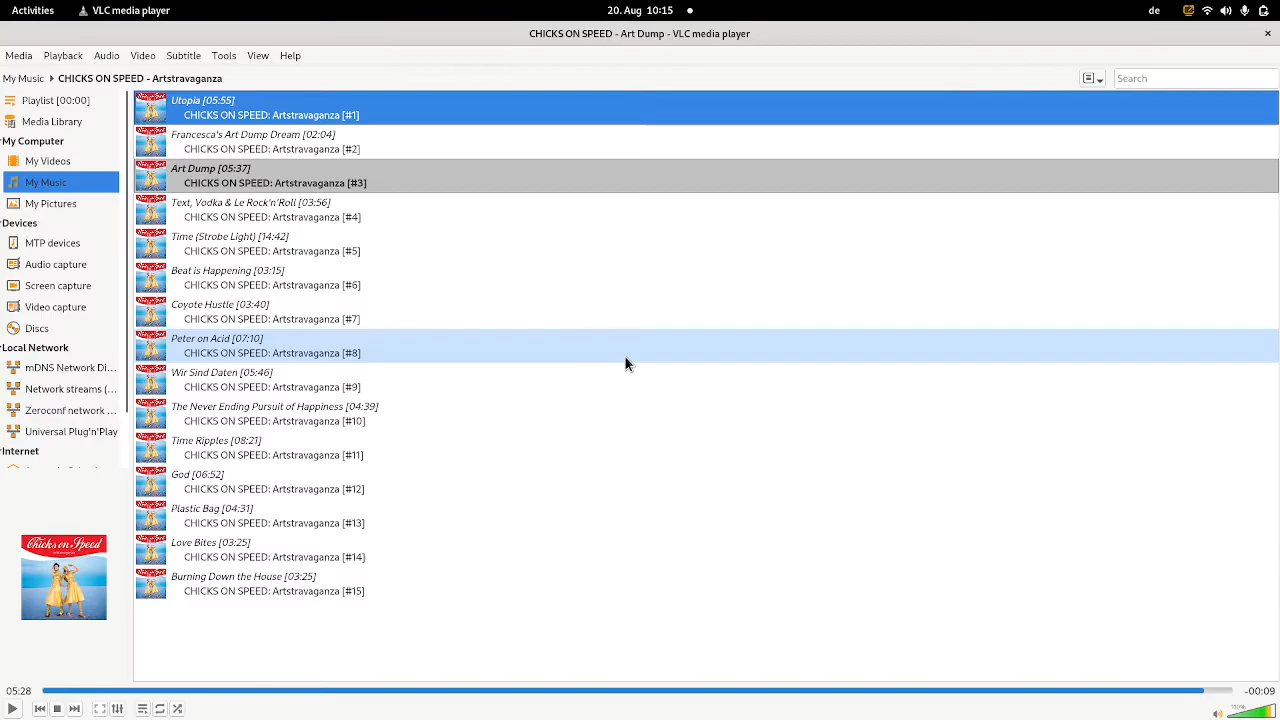 Activities
VLC media player
20. Aug 10:15
de
CHICKS ON SPEED - Art Dump - VLC media player
Media Playback Audio Video Subtitle Tools View Help
My Music CHICKS ON SPEED - Artstravaganza
Search
Playlist [00:00]
Media Library
My Computer
My Videos
My Music
My Pictures
Devices
MTP devices
Audio capture
Screen capture
Video capture
Discs
Local Network
mDNS Network Di...
Network streams (...
Zeroconf network ...
Universal Plug'n'Play
Internet
Utopia [05:55]
CHICKS ON SPEED: Artstravaganza [#1]
Francesca's Art Dump Dream [02:04]
CHICKS ON SPEED: Artstravaganza [#2]
Art Dump [05:37]
CHICKS ON SPEED: Artstravaganza [#3]
Text, Vodka & Le Rock'n'Roll [03:56]
CHICKS ON SPEED: Artstravaganza [#4]
Time (Strobe Light) [14:42]
CHICKS ON SPEED: Artstravaganza [#5]
Beat is Happening [03:15]
CHICKS ON SPEED: Artstravaganza [#6]
Coyote Hustle [03:40]
CHICKS ON SPEED: Artstravaganza [#7]
Peter on Acid [07:10]
CHICKS ON SPEED: Artstravaganza [#8]
Wir Sind Daten [05:46]
CHICKS ON SPEED: Artstravaganza [#9]
The Never Ending Pursuit of Happiness [04:39]
CHICKS ON SPEED: Artstravaganza [#10]
Time Ripples [08:21]
CHICKS ON SPEED: Artstravaganza [#11]
God [06:52]
CHICKS ON SPEED: Artstravaganza [#12]
Plastic Bag [04:31]
CHICKS ON SPEED: Artstravaganza [#13]
Love Bites [03:25]
CHICKS ON SPEED: Artstravaganza [#14]
Burning Down the House [03:25]
CHICKS ON SPEED: Artstravaganza [#15]
Chicks on Speed
05:28
-00:09
110%